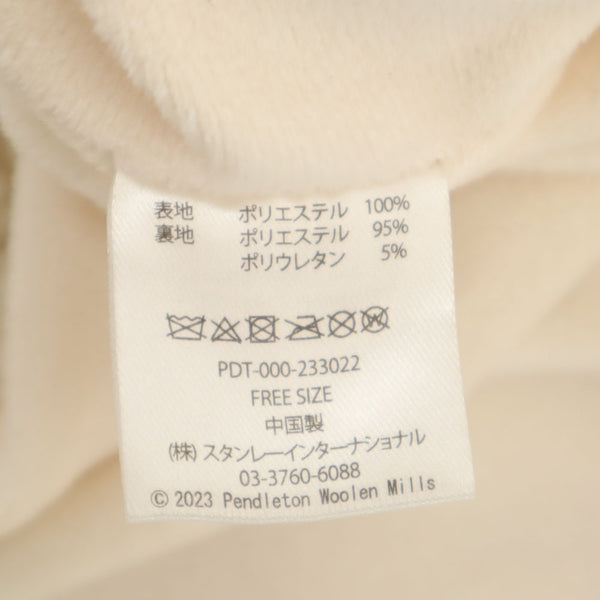 表地 ポリエステル 100%
裏地 ポリエステル 95%
ポリウレタン 5%
PDT-000-233022
FREE SIZE
中国製
(株) スタンレーインターナショナル
03-3760-6088
© 2023 Pendleton Woolen Mills